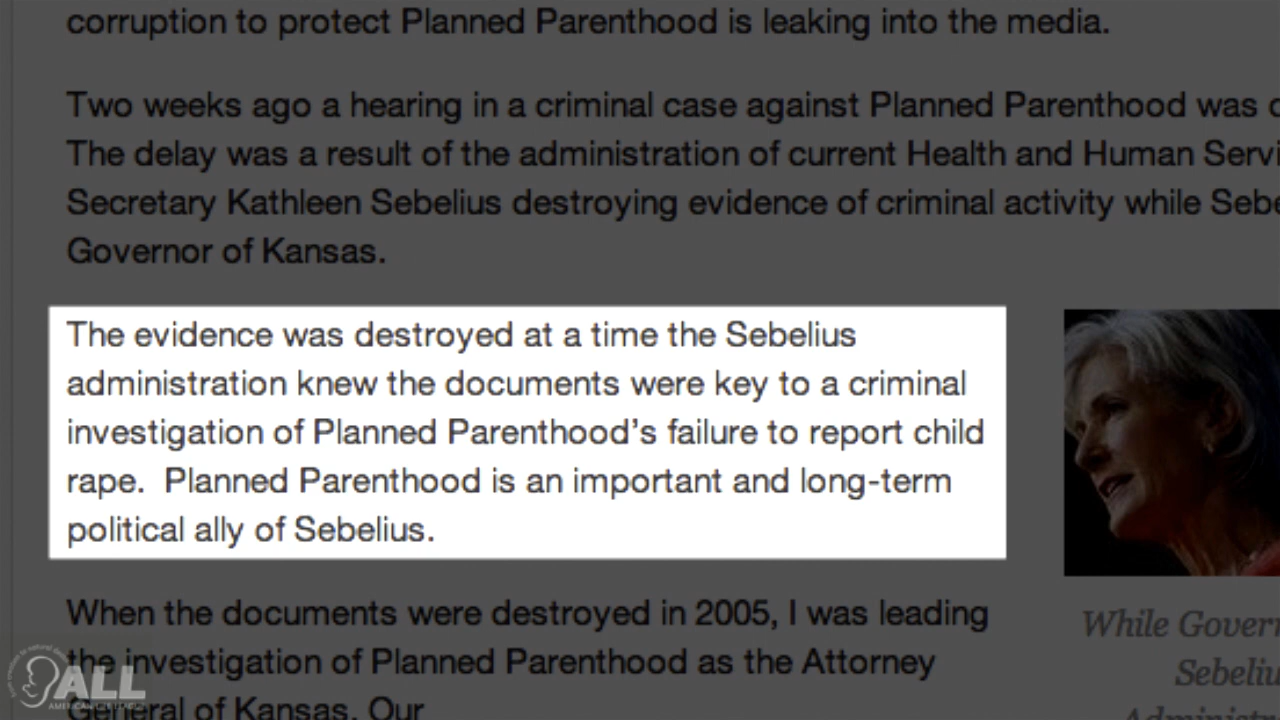 corruption to protect Planned Parenthood is leaking into the media.
Two weeks ago a hearing in a criminal case against Planned Parenthood was
The delay was a result of the administration of current Health and Human Servi
Secretary Kathleen Sebelius destroying evidence of criminal activity while Sebe
Governor of Kansas.
The evidence was destroyed at a time the Sebelius
administration knew the documents were key to a criminal
investigation of Planned Parenthood's failure to report child
rape. Planned Parenthood is an important and long-term
political ally of Sebelius.
When the documents were destroyed in 2005, I was leading
the investigation of Planned Parenthood as the Attorney
General of Kansas. Our
While Govern
Sebeliu
Administr
ALL
AMERICAN LIFE LEAGUE